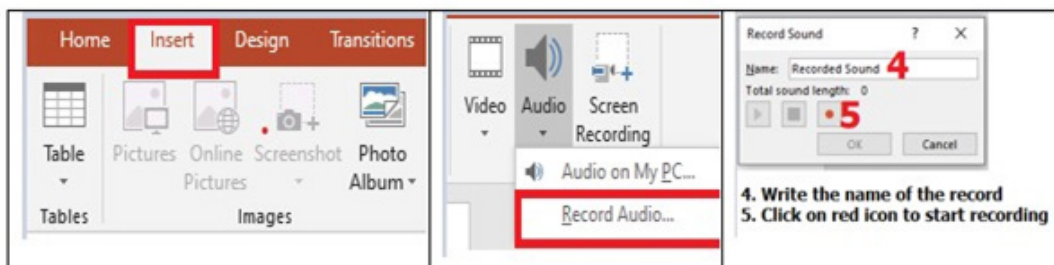 Home Insert Design Transitions
Table Pictures Online Pictures Screenshot Photo Album
Tables Images
Video Audio Screen Recording
Audio on My PC...
Record Audio...
Record Sound ? X
Name: Recorded Sound 4
Total sound length: 0
5
OK Cancel
4. Write the name of the record
5. Click on red icon to start recording